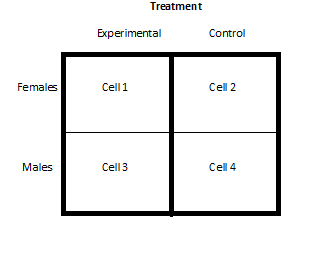 Treatment
Experimental Control
Females Cell 1 Cell 2
Males Cell 3 Cell 4